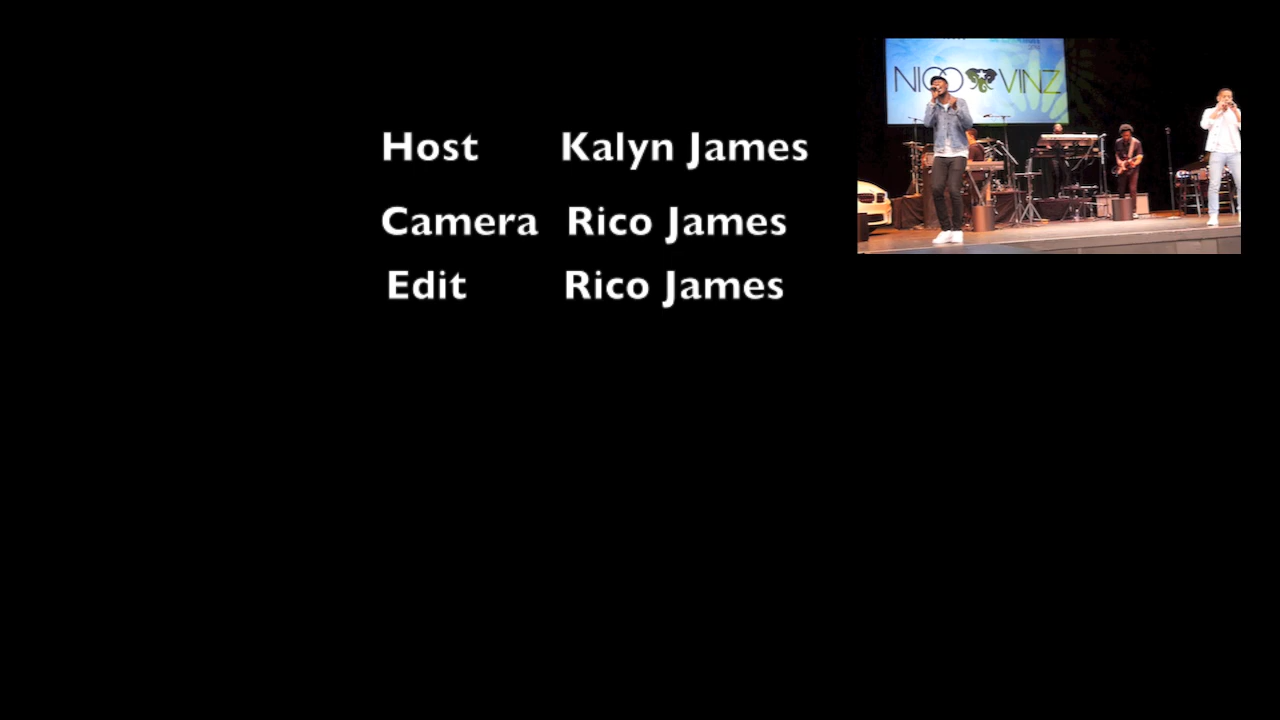 Host Kalyn James
Camera Rico James
Edit Rico James
NICO VINZ